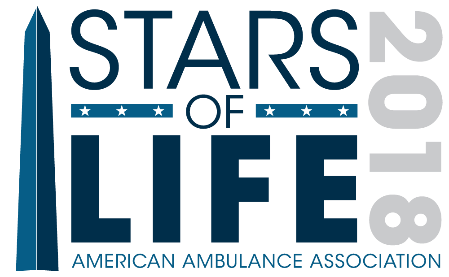 STARS
OF
LIFE
AMERICAN AMBULANCE ASSOCIATION
2018